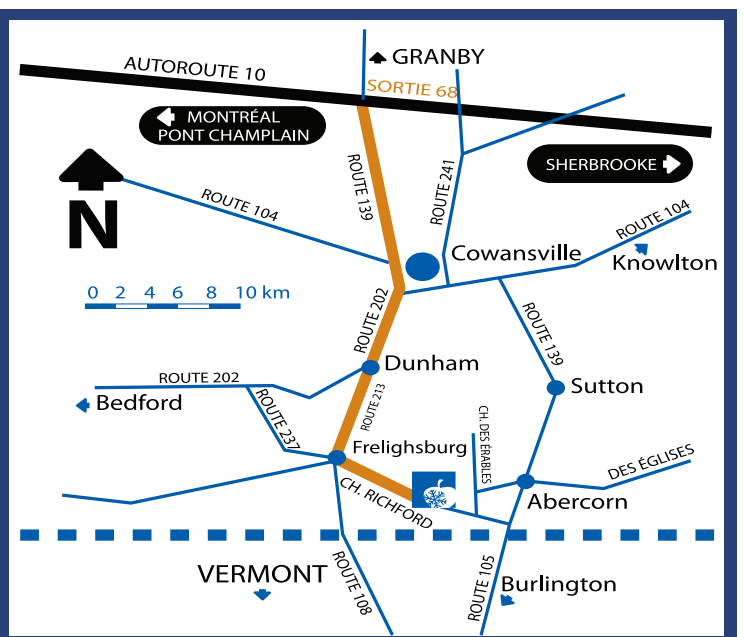 GRANBY
AUTOROUTE 10
SORTIE 68
MONTRÉAL
PONT CHAMPLAIN
SHERBROOKE
ROUTE 139
ROUTE 241
N
ROUTE 104
ROUTE 104
Cowansville
Knowlton
0 2 4 6 8 10 km
ROUTE 202
ROUTE 139
Dunham
ROUTE 202
Sutton
Bedford
ROUTE 213
ROUTE 237
CH. DES ÉRABLES
Frelighsburg
DES ÉGLISES
CH. RICHFORD
Abercorn
VERMONT
ROUTE 108
ROUTE 105
Burlington